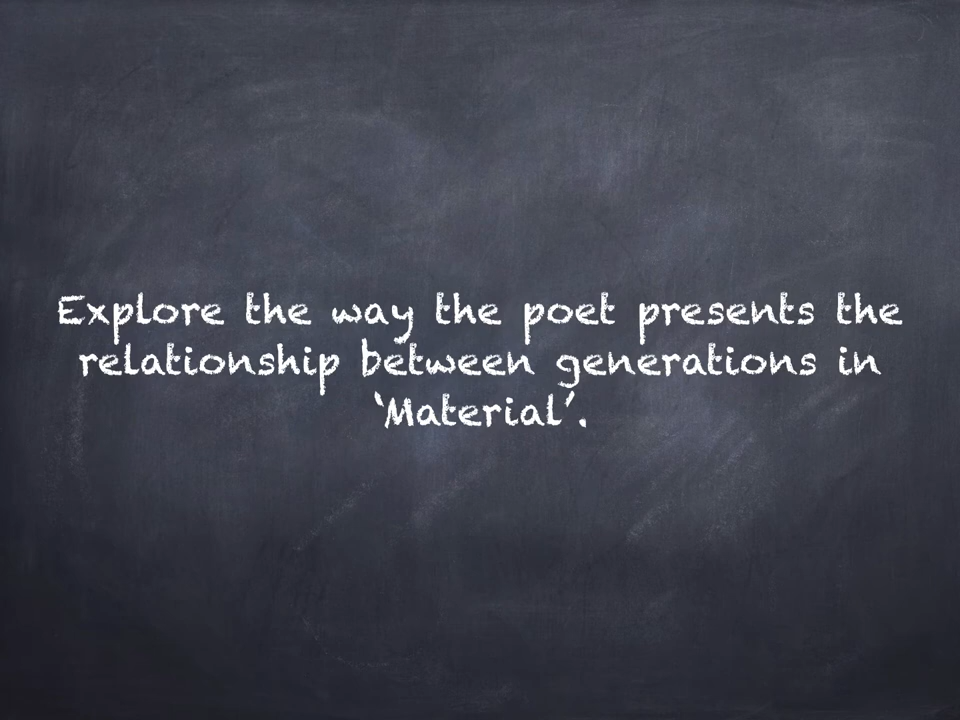 Explore the way the poet presents the
relationship between generations in
‘Material’.